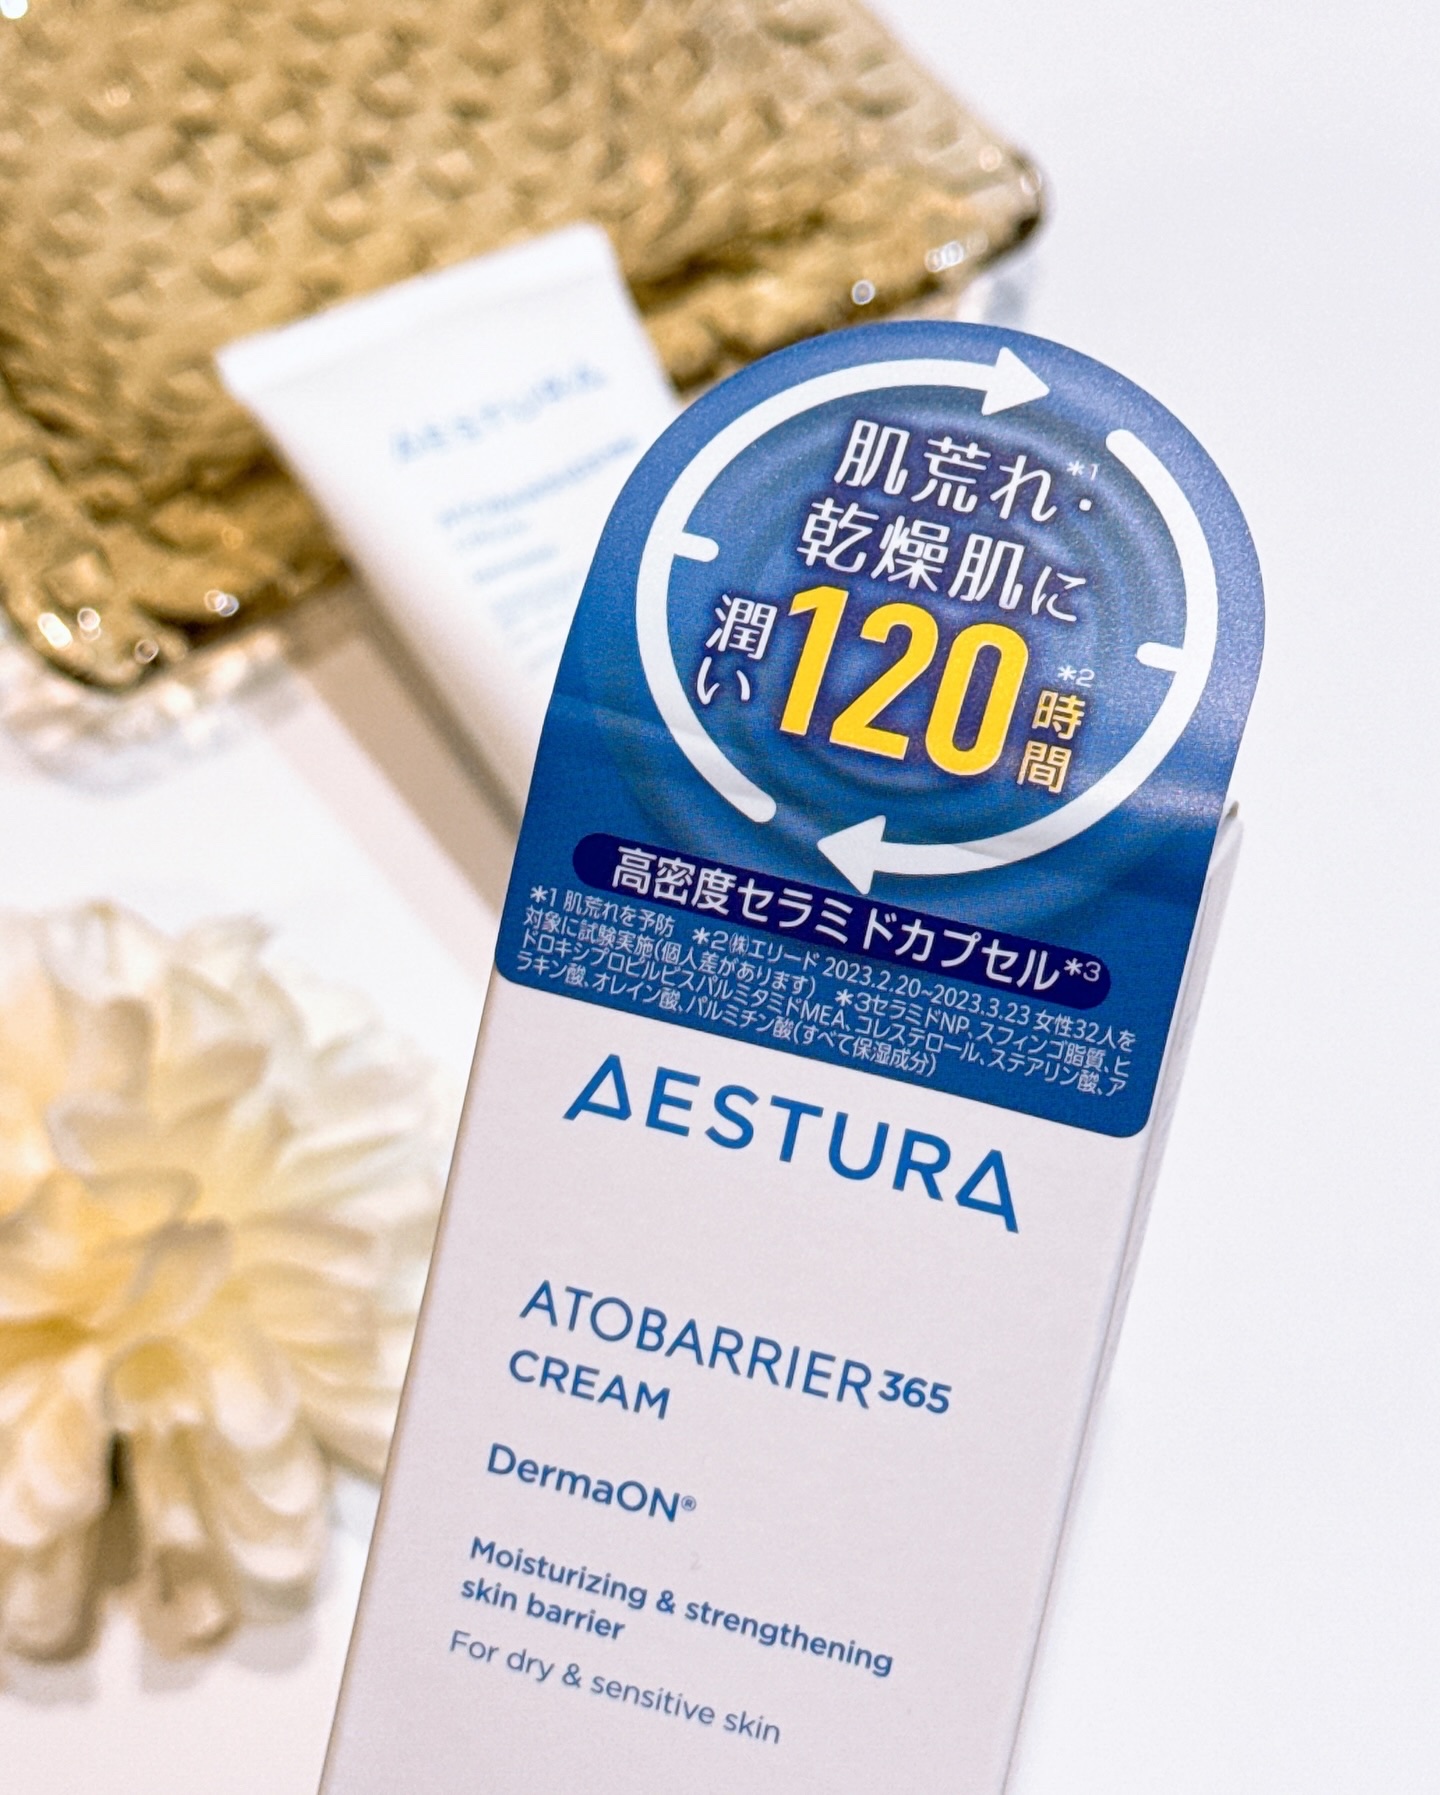 AESTURA
肌荒れ*1・
乾燥肌に
潤い120時間*2
高密度セラミドカプセル*3
*1 肌荒れを予防 *2 ㈱エリード 2023.2.20~2023.3.23 女性32人を
対象に試験実施(個人差があります) *3セラミドNP、スフィンゴ脂質、ヒ
ドロキシプロピルビスパルミタミドMEA、コレステロール、ステアリン酸、ア
ラキン酸、オレイン酸、パルミチン酸(すべて保湿成分)
AESTURA
ATOBARRIER365
CREAM
DermaON®
Moisturizing & strengthening
skin barrier
For dry & sensitive skin